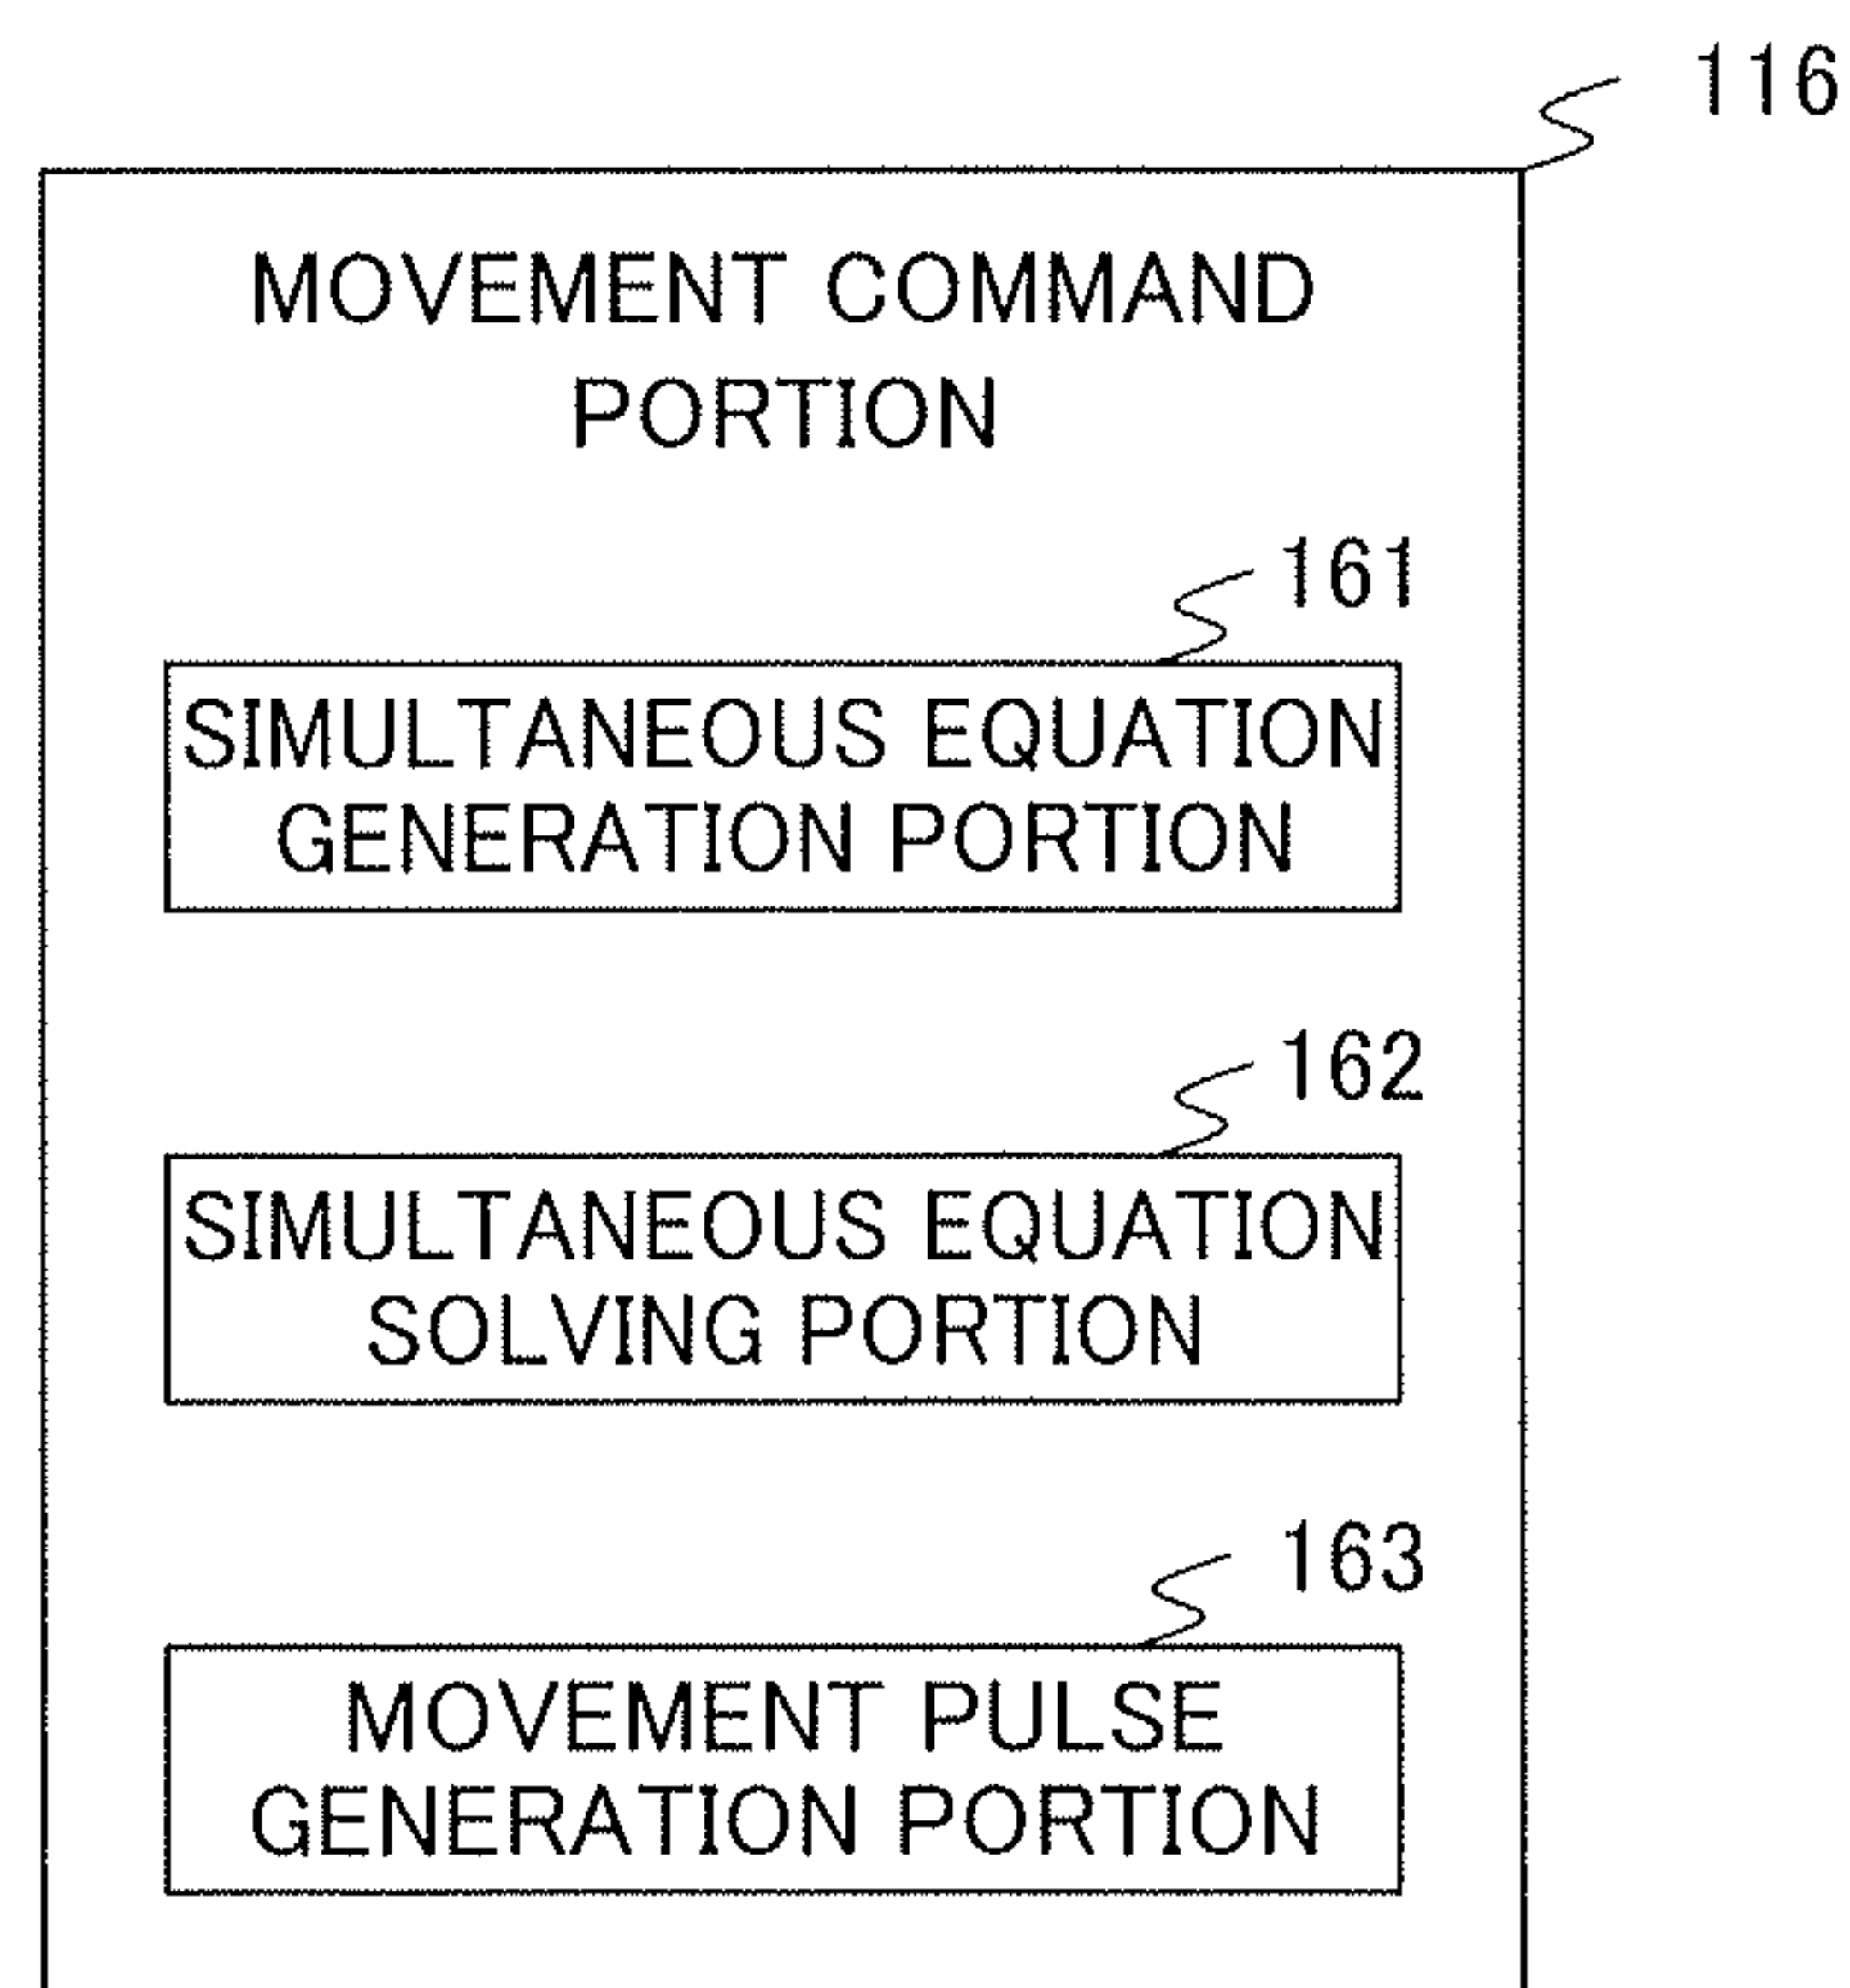 116
MOVEMENT COMMAND
PORTION
161
SIMULTANEOUS EQUATION
GENERATION PORTION
162
SIMULTANEOUS EQUATION
SOLVING PORTION
163
MOVEMENT PULSE
GENERATION PORTION